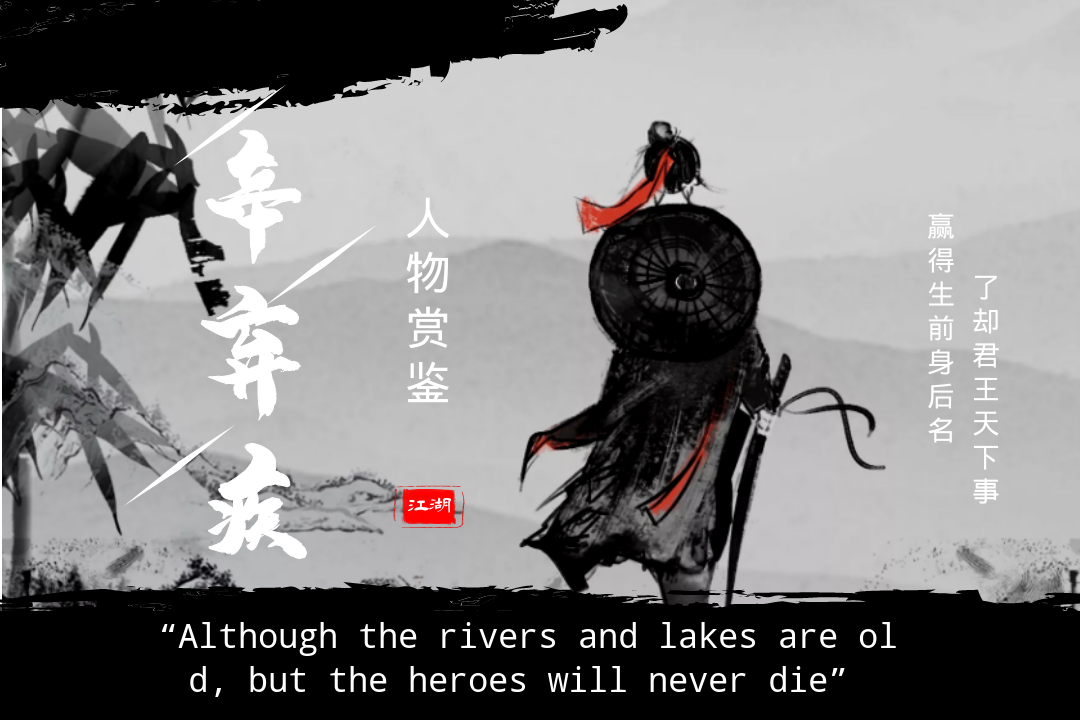 辛弃疾
人物赏鉴
江湖
了却君王天下事
赢得生前身后名
“Although the rivers and lakes are ol
d, but the heroes will never die”